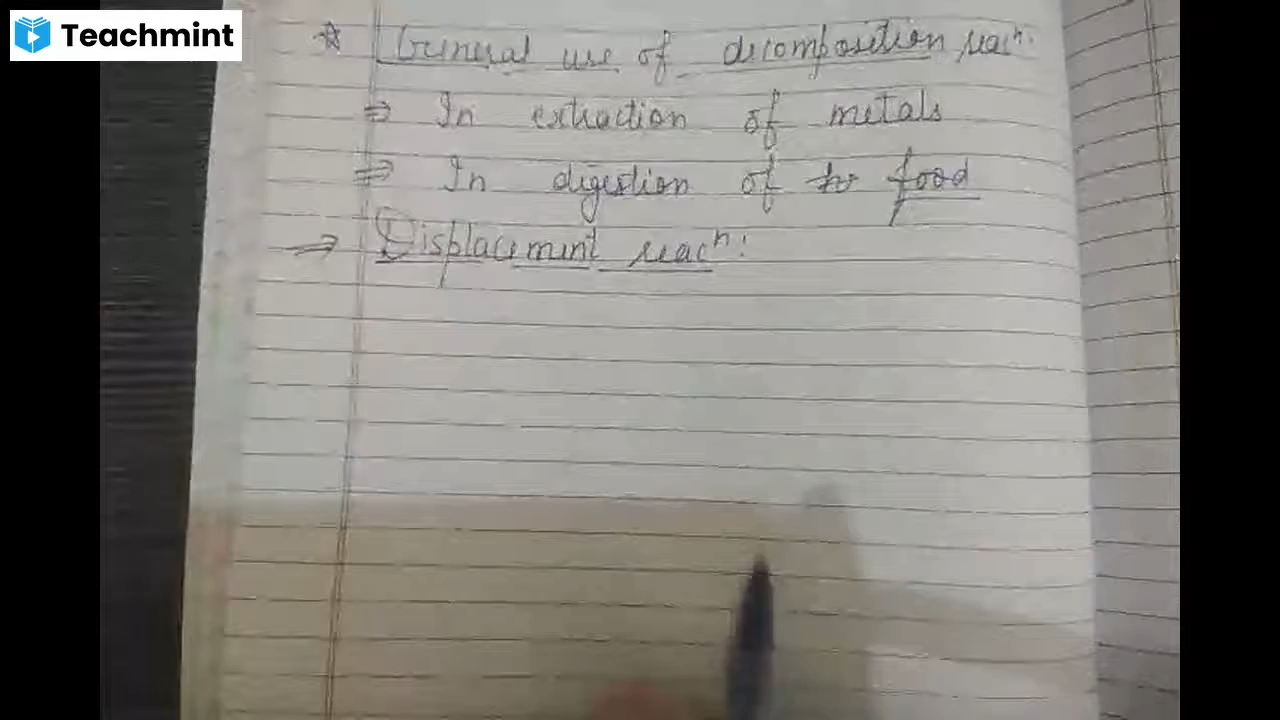 Teachmint
☆ General use of decomposition reacⁿ.
⇒ In extraction of metals
⇒ In digestion of food
⇒ Displacement reacⁿ: